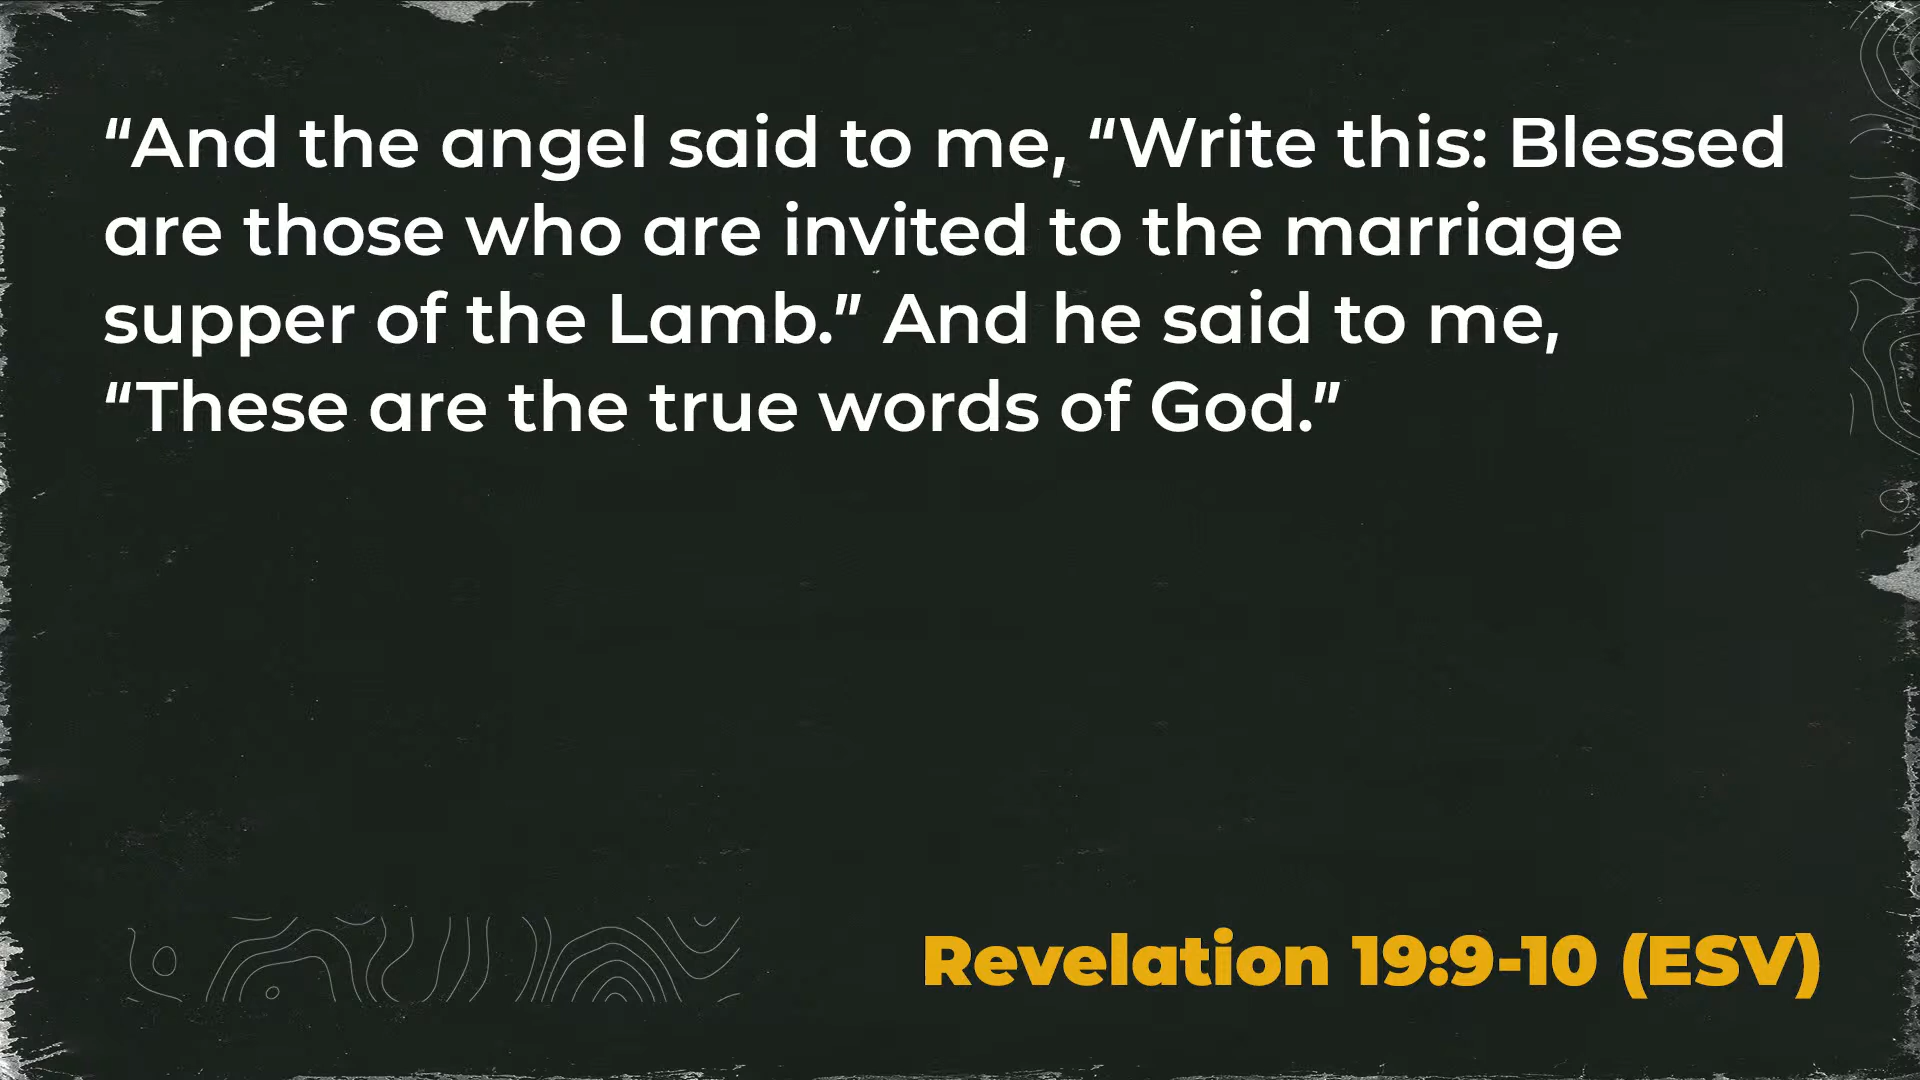 “And the angel said to me, “Write this: Blessed
are those who are invited to the marriage
supper of the Lamb.” And he said to me,
“These are the true words of God.”
Revelation 19:9-10 (ESV)